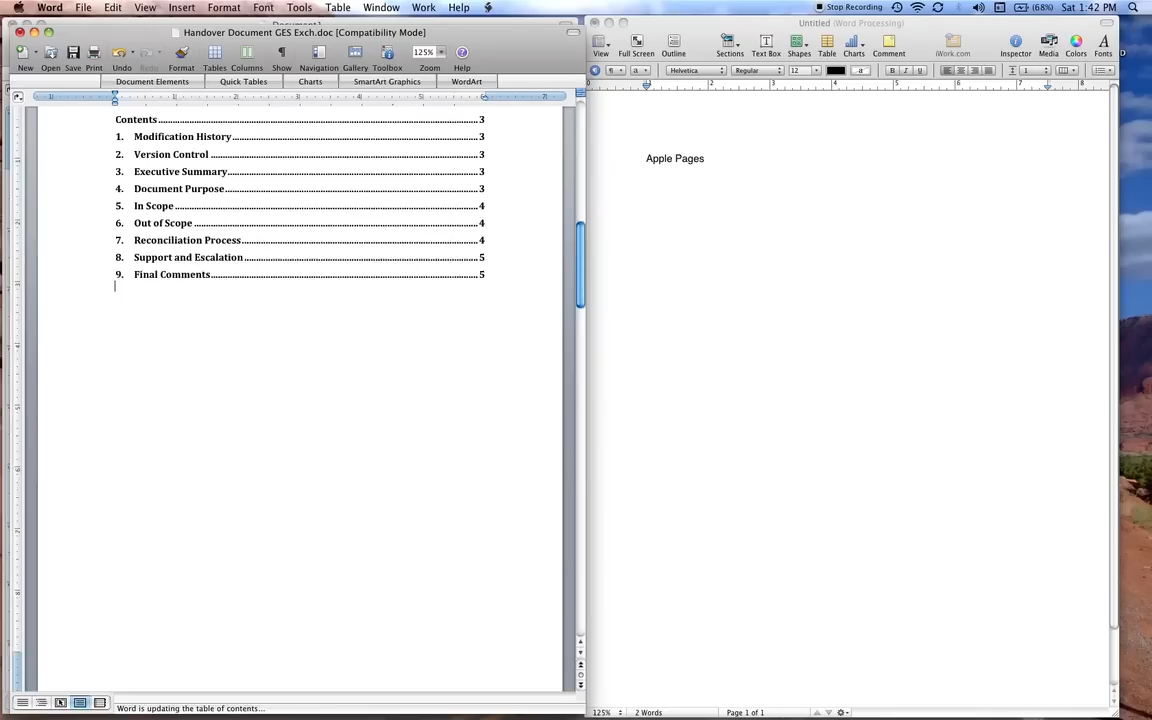 Word File Edit View Insert Format Font Tools Table Window Work Help
Stop Recording (68%) Sat 1:42 PM
Handover Document GES Exch.doc [Compatibility Mode]
125%
New Open Save Print Undo Redo Format Tables Columns Show Navigation Gallery Toolbox Zoom Help
Document Elements Quick Tables Charts SmartArt Graphics WordArt
Contents 3
1. Modification History 3
2. Version Control 3
3. Executive Summary 3
4. Document Purpose 3
5. In Scope 4
6. Out of Scope 4
7. Reconciliation Process 4
8. Support and Escalation 5
9. Final Comments 5
Word is updating the table of contents...
Untitled (Word Processing)
View Full Screen Outline Sections Text Box Shapes Table Charts Comment iWork.com Inspector Media Colors Fonts
Helvetica Regular 12 B I U 1
Apple Pages
125% 2 Words Page 1 of 1